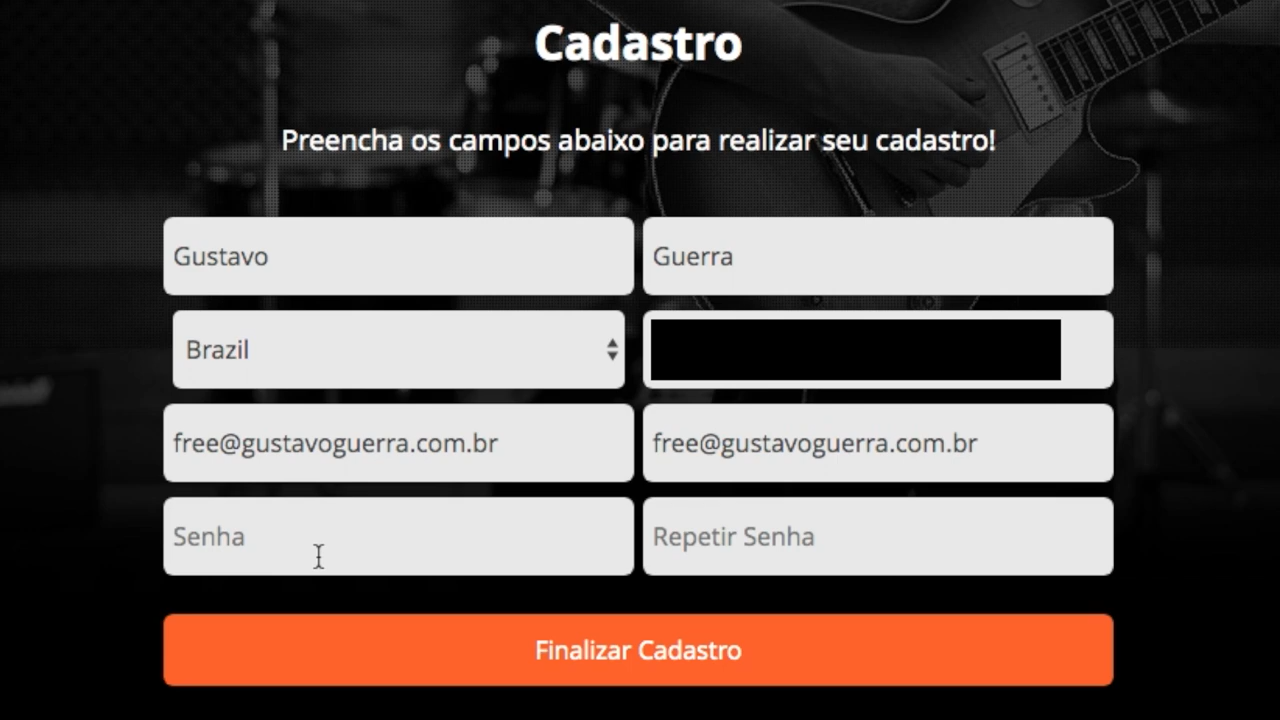 Cadastro
Preencha os campos abaixo para realizar seu cadastro!
Gustavo
Guerra
Brazil
free@gustavoguerra.com.br
free@gustavoguerra.com.br
Senha
Repetir Senha
Finalizar Cadastro